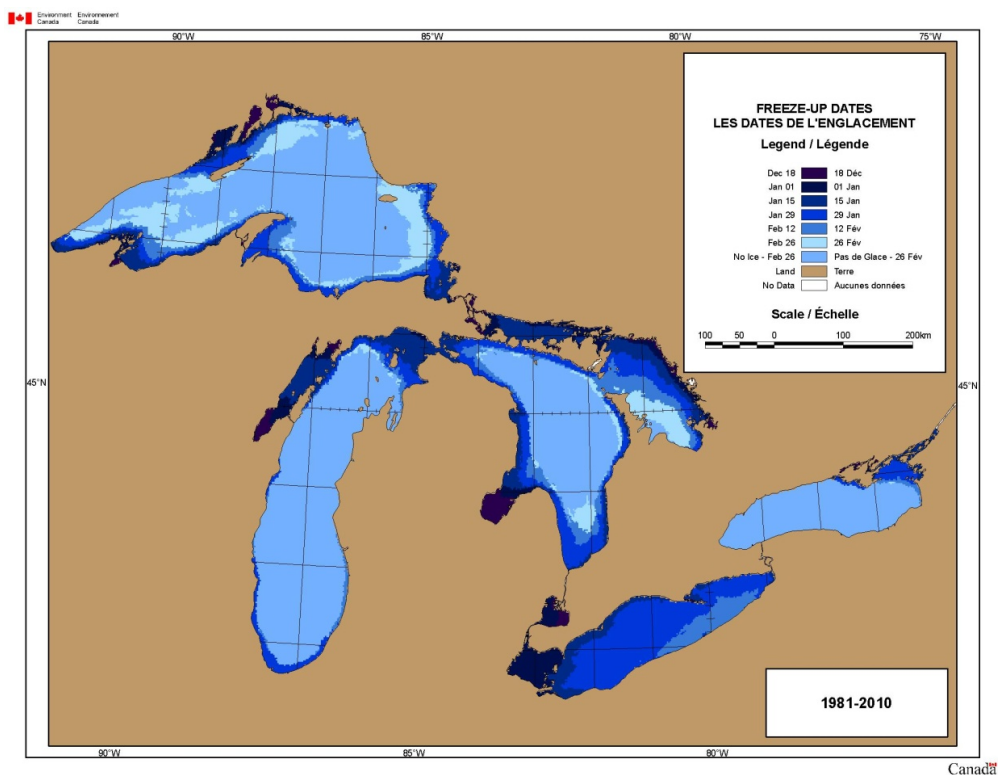 Environment Environnement
Canada Canada
90°W 85°W 80°W 75°W
FREEZE-UP DATES
LES DATES DE L'ENGLACEMENT
Legend / Légende
Dec 18 18 Déc
Jan 01 01 Jan
Jan 15 15 Jan
Jan 29 29 Jan
Feb 12 12 Fév
Feb 26 26 Fév
No Ice - Feb 26 Pas de Glace - 26 Fév
Land Terre
No Data Aucunes données
Scale / Échelle
100 50 0 100 200km
45°N 45°N
1981-2010
90°W 85°W 80°W
Canada